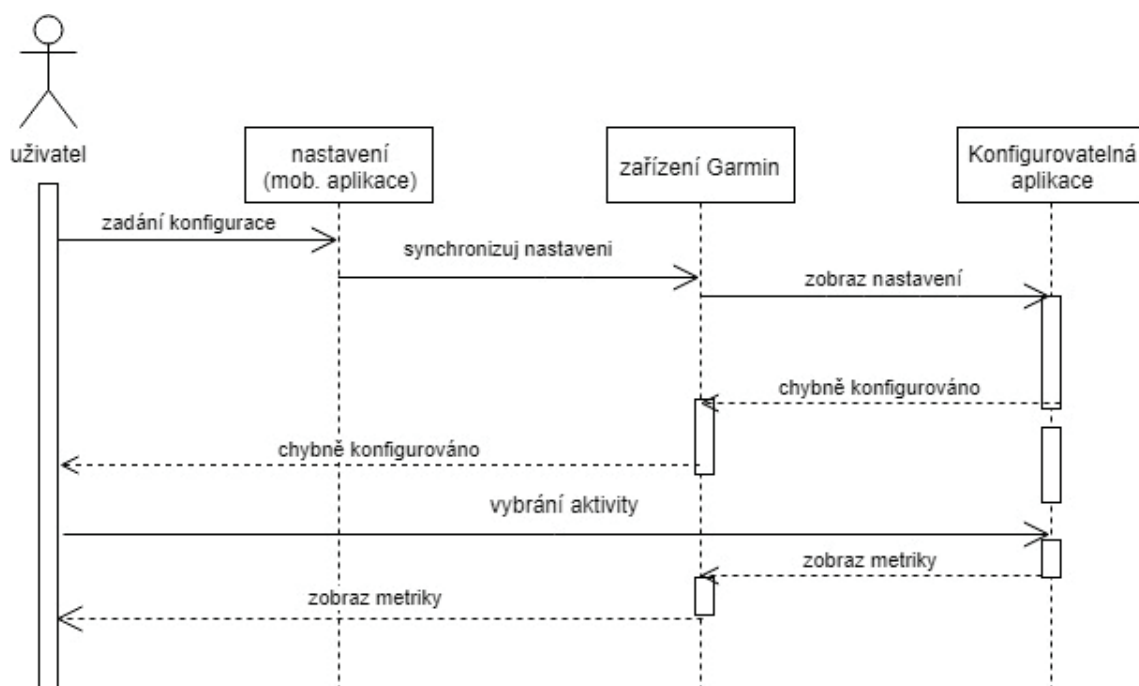 uživatel
nastavení
(mob. aplikace)
zařízení Garmin
Konfigurovatelná
aplikace
zadání konfigurace
synchronizuj nastaveni
zobraz nastavení
chybně konfigurováno
chybně konfigurováno
vybrání aktivity
zobraz metriky
zobraz metriky